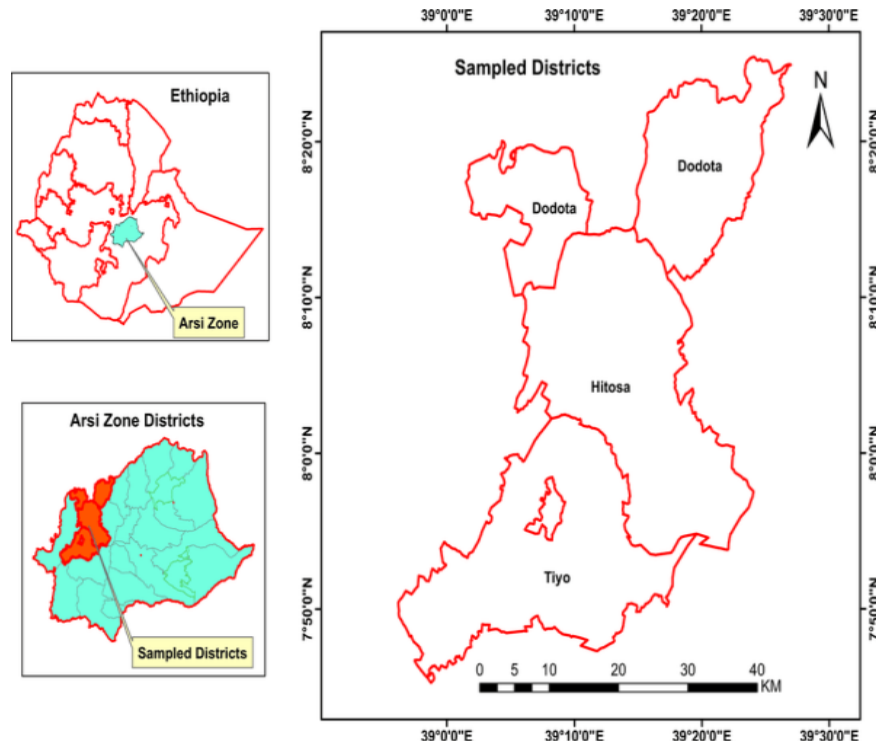 Ethiopia
Arsi Zone
Arsi Zone Districts
Sampled Districts
39°0'0"E 39°10'0"E 39°20'0"E 39°30'0"E
Sampled Districts
N
8°20'0"N 8°20'0"N
Dodota
Dodota
8°10'0"N 8°10'0"N
Hitosa
8°0'0"N 8°0'0"N
Tiyo
7°50'0"N 7°50'0"N
0 5 10 20 30 40
KM
39°0'0"E 39°10'0"E 39°20'0"E 39°30'0"E